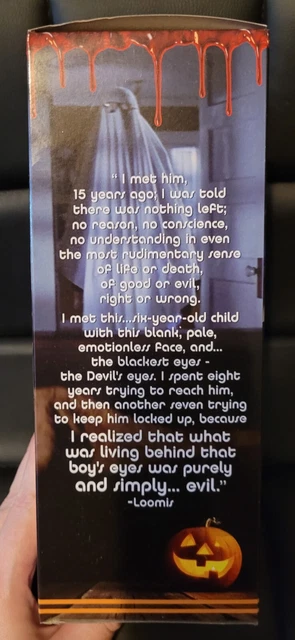 “ I met him,
15 years ago; I was told
there was nothing left;
no reason, no conscience,
no understanding in even
the most rudimentary sense
of life or death,
of good or evil,
right or wrong.
I met this...six-year-old child
with this blank, pale,
emotionless face, and...
the blackest eyes -
the Devil's eyes. I spent eight
years trying to reach him,
and then another seven trying
to keep him locked up, because
I realized that what
was living behind that
boy's eyes was purely
and simply... evil.”
-Loomis